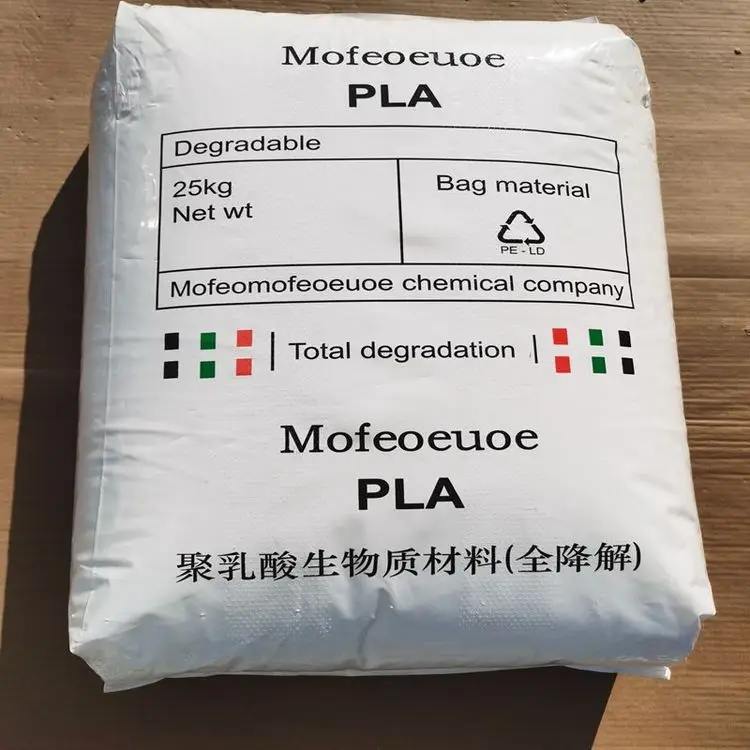 Mofeoeuoe
PLA
Degradable
25kg
Net wt
Bag material
PE - LD
Mofeomofeoeuoe chemical company
Total degradation
Mofeoeuoe
PLA
聚乳酸生物质材料(全降解)